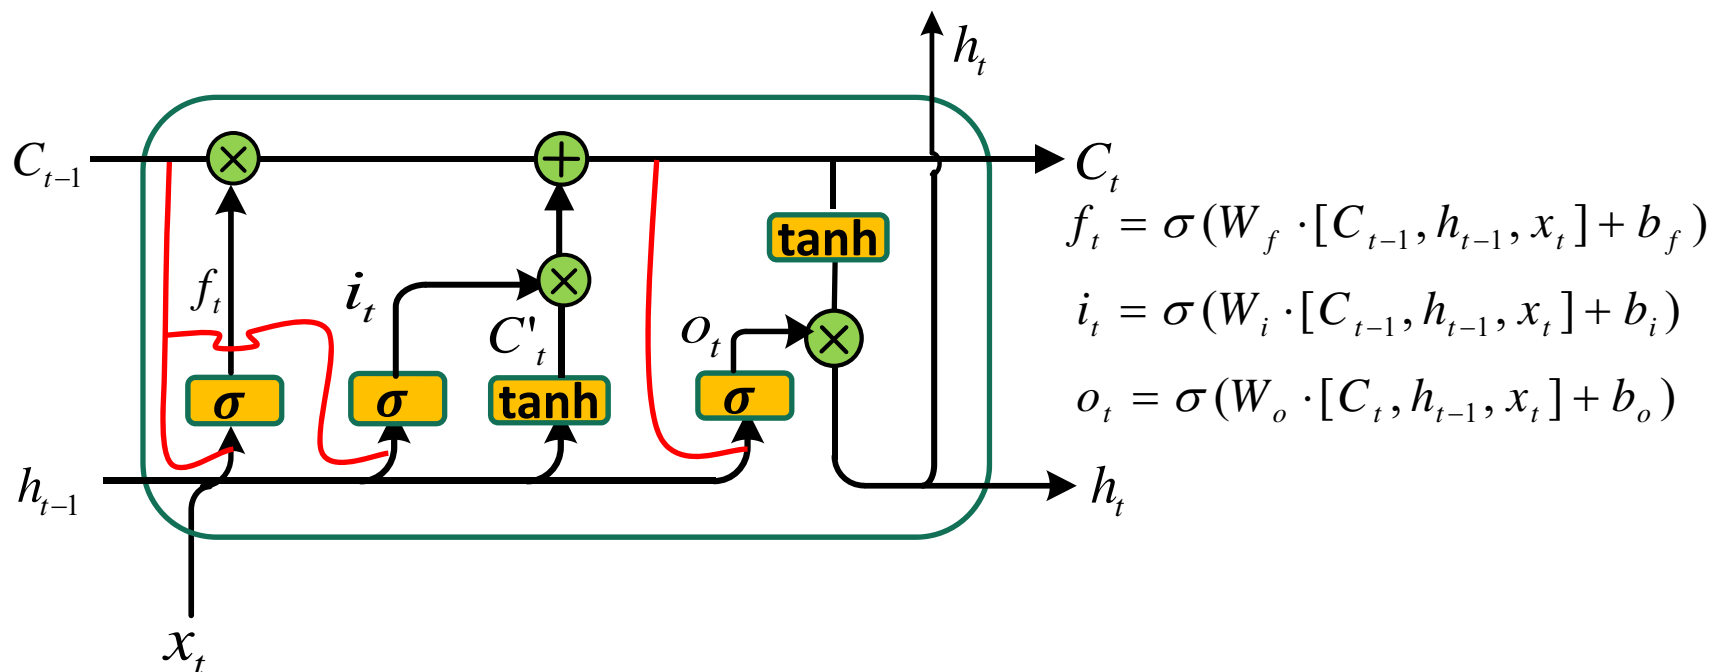 h_t
C_{t-1}
×
+
C_t
tanh
f_t = σ(W_f · [C_{t-1}, h_{t-1}, x_t] + b_f)
f_t
i_t
×
C'_t
o_t
×
i_t = σ(W_i · [C_{t-1}, h_{t-1}, x_t] + b_i)
σ
σ
tanh
σ
o_t = σ(W_o · [C_t, h_{t-1}, x_t] + b_o)
h_{t-1}
h_t
x_t